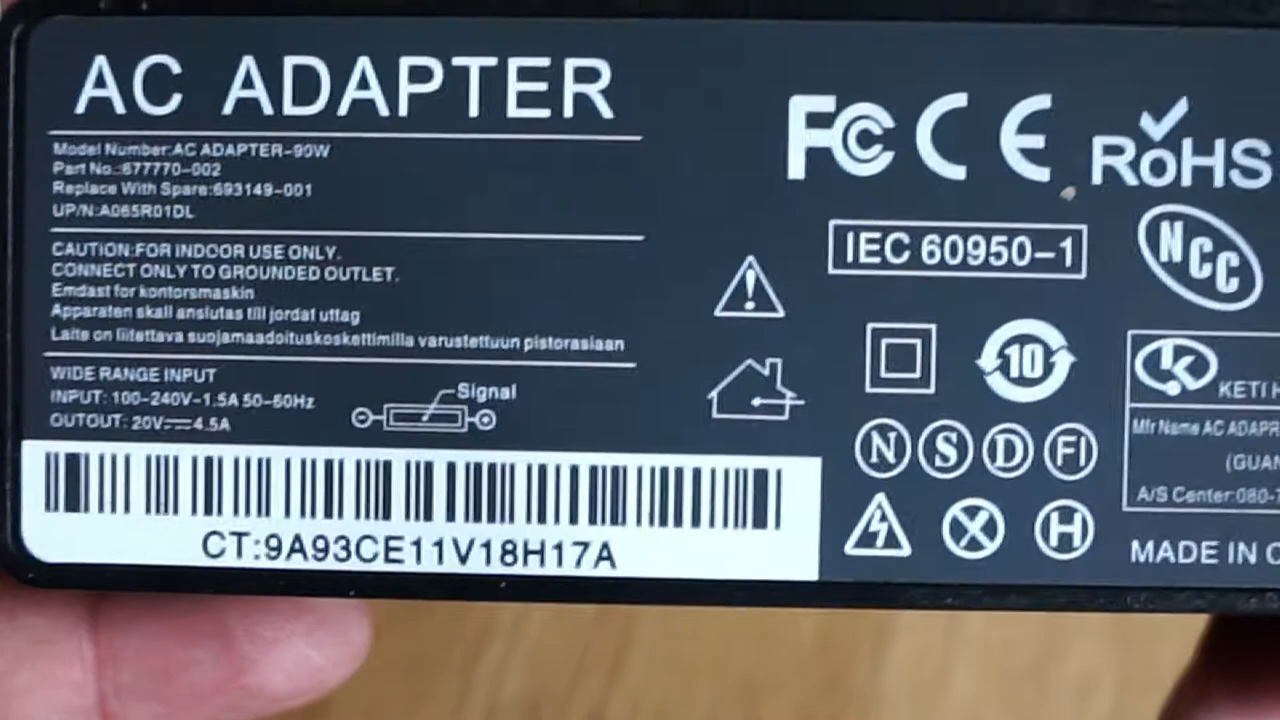 AC ADAPTER
Model Number:AC ADAPTER-90W
Part No.:677770-002
Replace With Spare:693149-001
UP/N:A065R01DL
CAUTION:FOR INDOOR USE ONLY.
CONNECT ONLY TO GROUNDED OUTLET.
Emdast for kontorsmaskin
Apparaten skall anslutas till jordat uttag
Laite on liitettava suojamaadoituskoskettimilla varustettuun pistorasiaan
WIDE RANGE INPUT
INPUT: 100-240V~1.5A 50-60Hz
OUTOUT: 20V⎓4.5A
Signal
CT:9A93CE11V18H17A
FC CE RoHS
IEC 60950-1
NCC
10
N S D FI
H
K
KETI H
Mfr Name AC ADAPR
(GUAN
A/S Center:080-7
MADE IN C